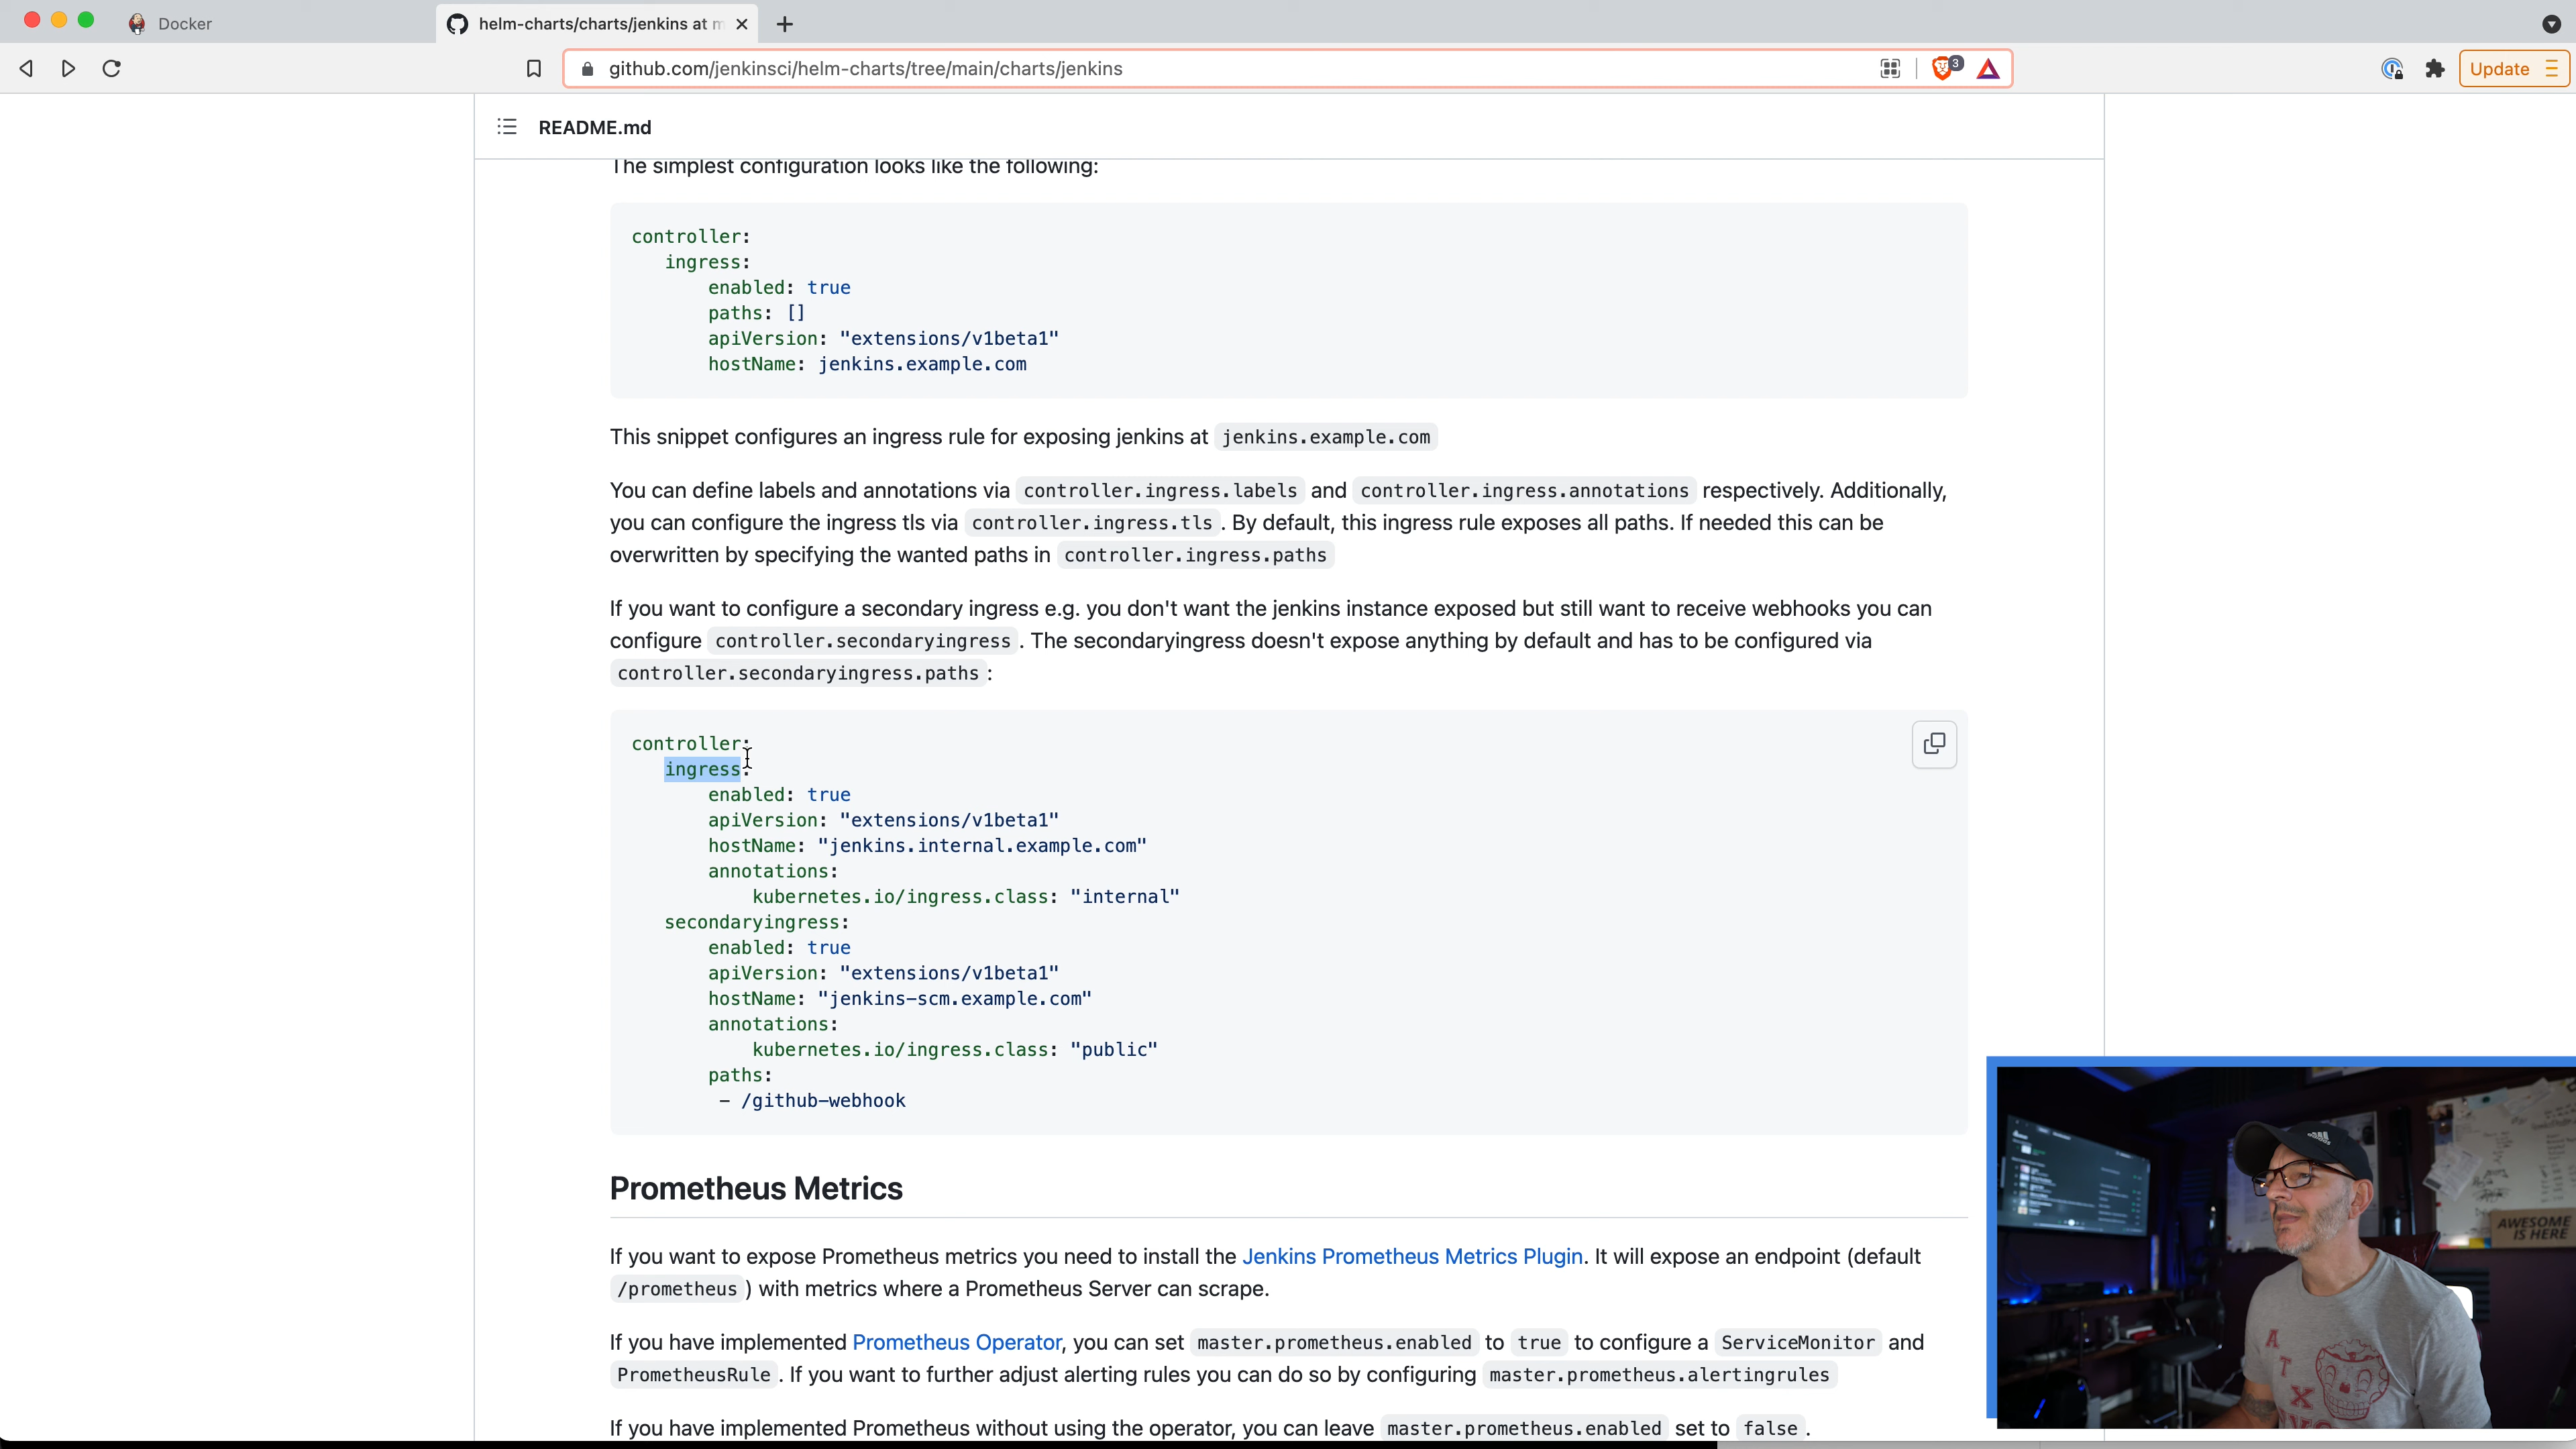 Docker
helm-charts/charts/jenkins at m
github.com/jenkinsci/helm-charts/tree/main/charts/jenkins
3
Update
README.md
The simplest configuration looks like the following:
controller:
ingress:
enabled: true
paths: []
apiVersion: "extensions/v1beta1"
hostName: jenkins.example.com
This snippet configures an ingress rule for exposing jenkins at jenkins.example.com
You can define labels and annotations via controller.ingress.labels and controller.ingress.annotations respectively. Additionally,
you can configure the ingress tls via controller.ingress.tls . By default, this ingress rule exposes all paths. If needed this can be
overwritten by specifying the wanted paths in controller.ingress.paths
If you want to configure a secondary ingress e.g. you don't want the jenkins instance exposed but still want to receive webhooks you can
configure controller.secondaryingress . The secondaryingress doesn't expose anything by default and has to be configured via
controller.secondaryingress.paths :
controller:
ingress:
enabled: true
apiVersion: "extensions/v1beta1"
hostName: "jenkins.internal.example.com"
annotations:
kubernetes.io/ingress.class: "internal"
secondaryingress:
enabled: true
apiVersion: "extensions/v1beta1"
hostName: "jenkins-scm.example.com"
annotations:
kubernetes.io/ingress.class: "public"
paths:
- /github-webhook
Prometheus Metrics
If you want to expose Prometheus metrics you need to install the Jenkins Prometheus Metrics Plugin. It will expose an endpoint (default
/prometheus ) with metrics where a Prometheus Server can scrape.
If you have implemented Prometheus Operator, you can set master.prometheus.enabled to true to configure a ServiceMonitor and
PrometheusRule . If you want to further adjust alerting rules you can do so by configuring master.prometheus.alertingrules
If you have implemented Prometheus without using the operator, you can leave master.prometheus.enabled set to false .
AWESOME
IS HERE